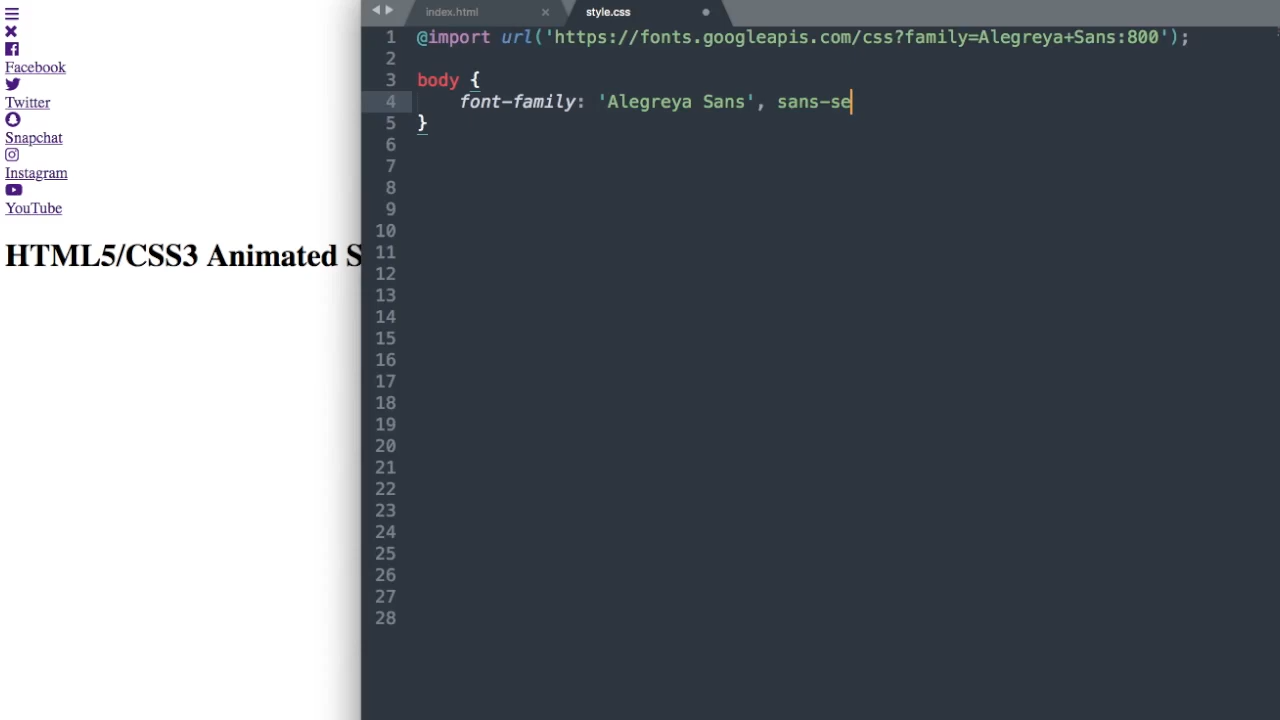 Facebook
Twitter
Snapchat
Instagram
YouTube
HTML5/CSS3 Animated S
index.html
style.css
1 @import url('https://fonts.googleapis.com/css?family=Alegreya+Sans:800');
2
3 body {
4 font-family: 'Alegreya Sans', sans-se
5 }
6
7
8
9
10
11
12
13
14
15
16
17
18
19
20
21
22
23
24
25
26
27
28